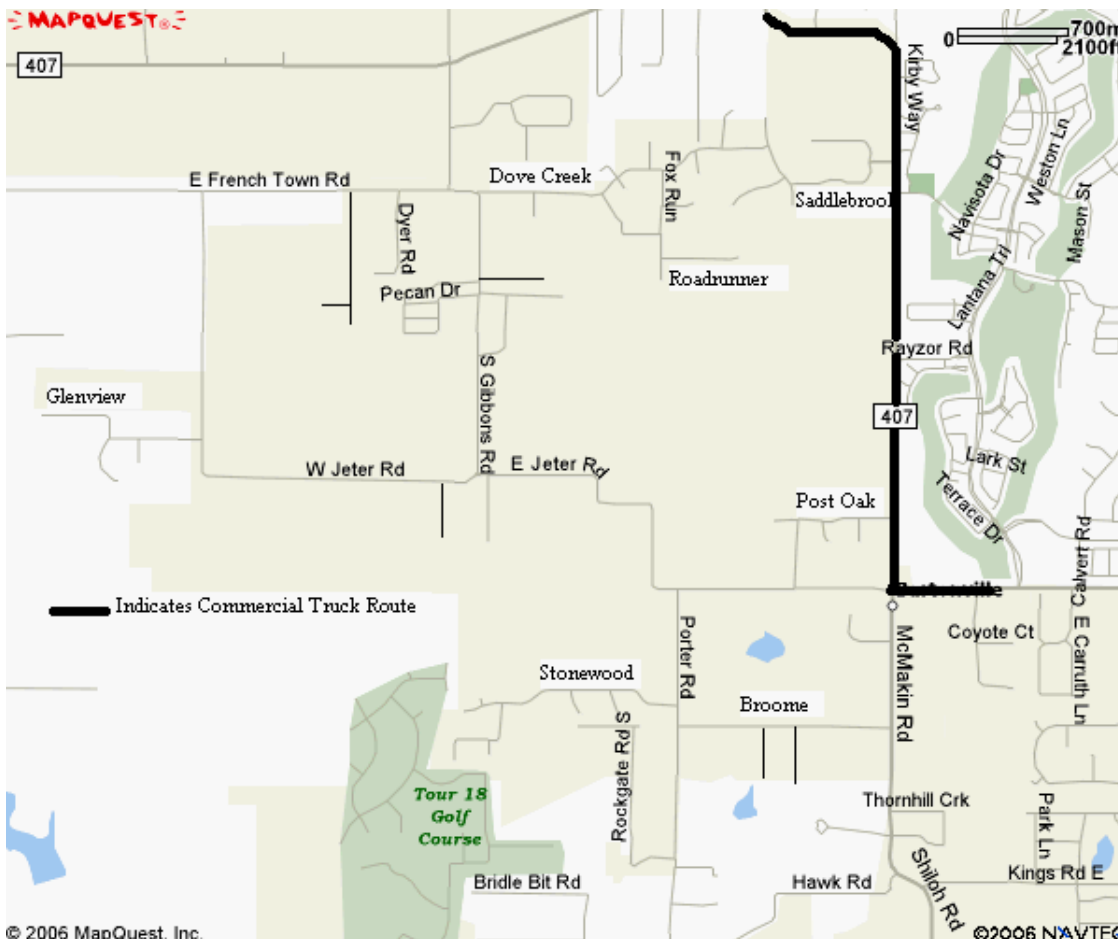 MAPQUEST®
0 700m
2100ft
407
Kirby Way
Weston Ln
Navisota Dr
Mason St
E French Town Rd
Dove Creek
Fox Run
Saddlebrook
Dyer Rd
Lantana Trl
Roadrunner
Pecan Dr
Rayzor Rd
S Gibbons Rd
Glenview
407
W Jeter Rd
E Jeter Rd
Lark St
Post Oak
Terrace Dr
E Calvert Rd
Indicates Commercial Truck Route
Porter Rd
McMakin Rd
Coyote Ct
E Carruth Ln
Stonewood
Broome
Rockgate Rd S
Tour 18
Golf
Course
Thornhill Crk
Park Ln
Shiloh Rd
Kings Rd E
Bridle Bit Rd
Hawk Rd
© 2006 MapQuest, Inc.
©2006 NAVTEQ